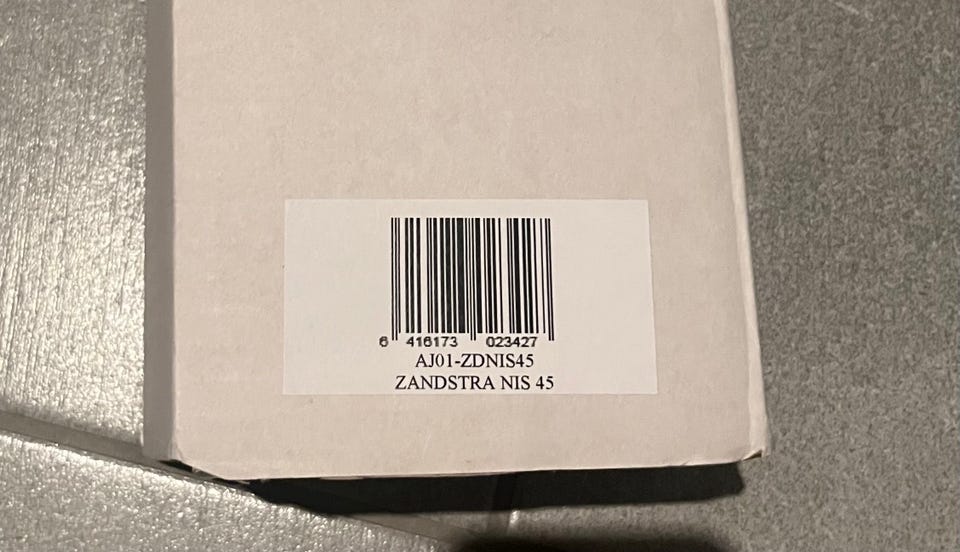 6 416173 023427
AJ01-ZDNIS45
ZANDSTRA NIS 45